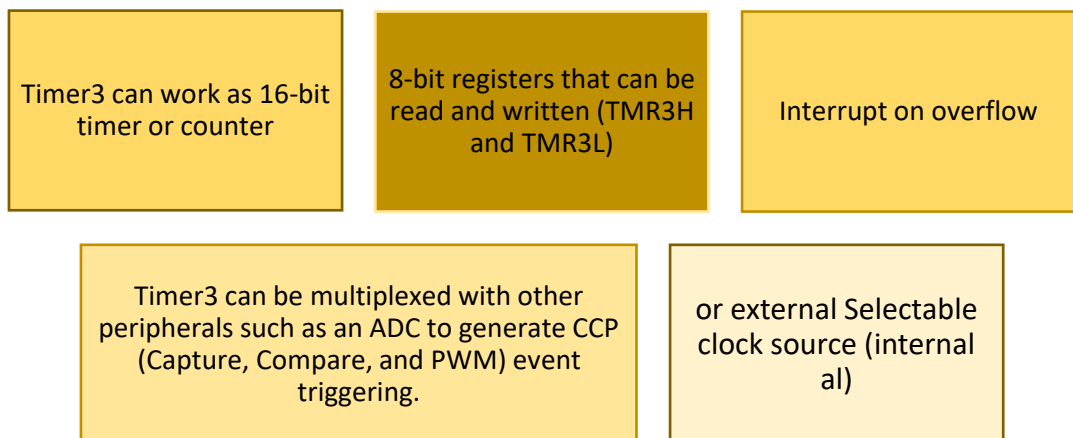 Timer3 can work as 16-bit
timer or counter
8-bit registers that can be
read and written (TMR3H
and TMR3L)
Interrupt on overflow
Timer3 can be multiplexed with other
peripherals such as an ADC to generate CCP
(Capture, Compare, and PWM) event
triggering.
or external Selectable
clock source (internal
al)